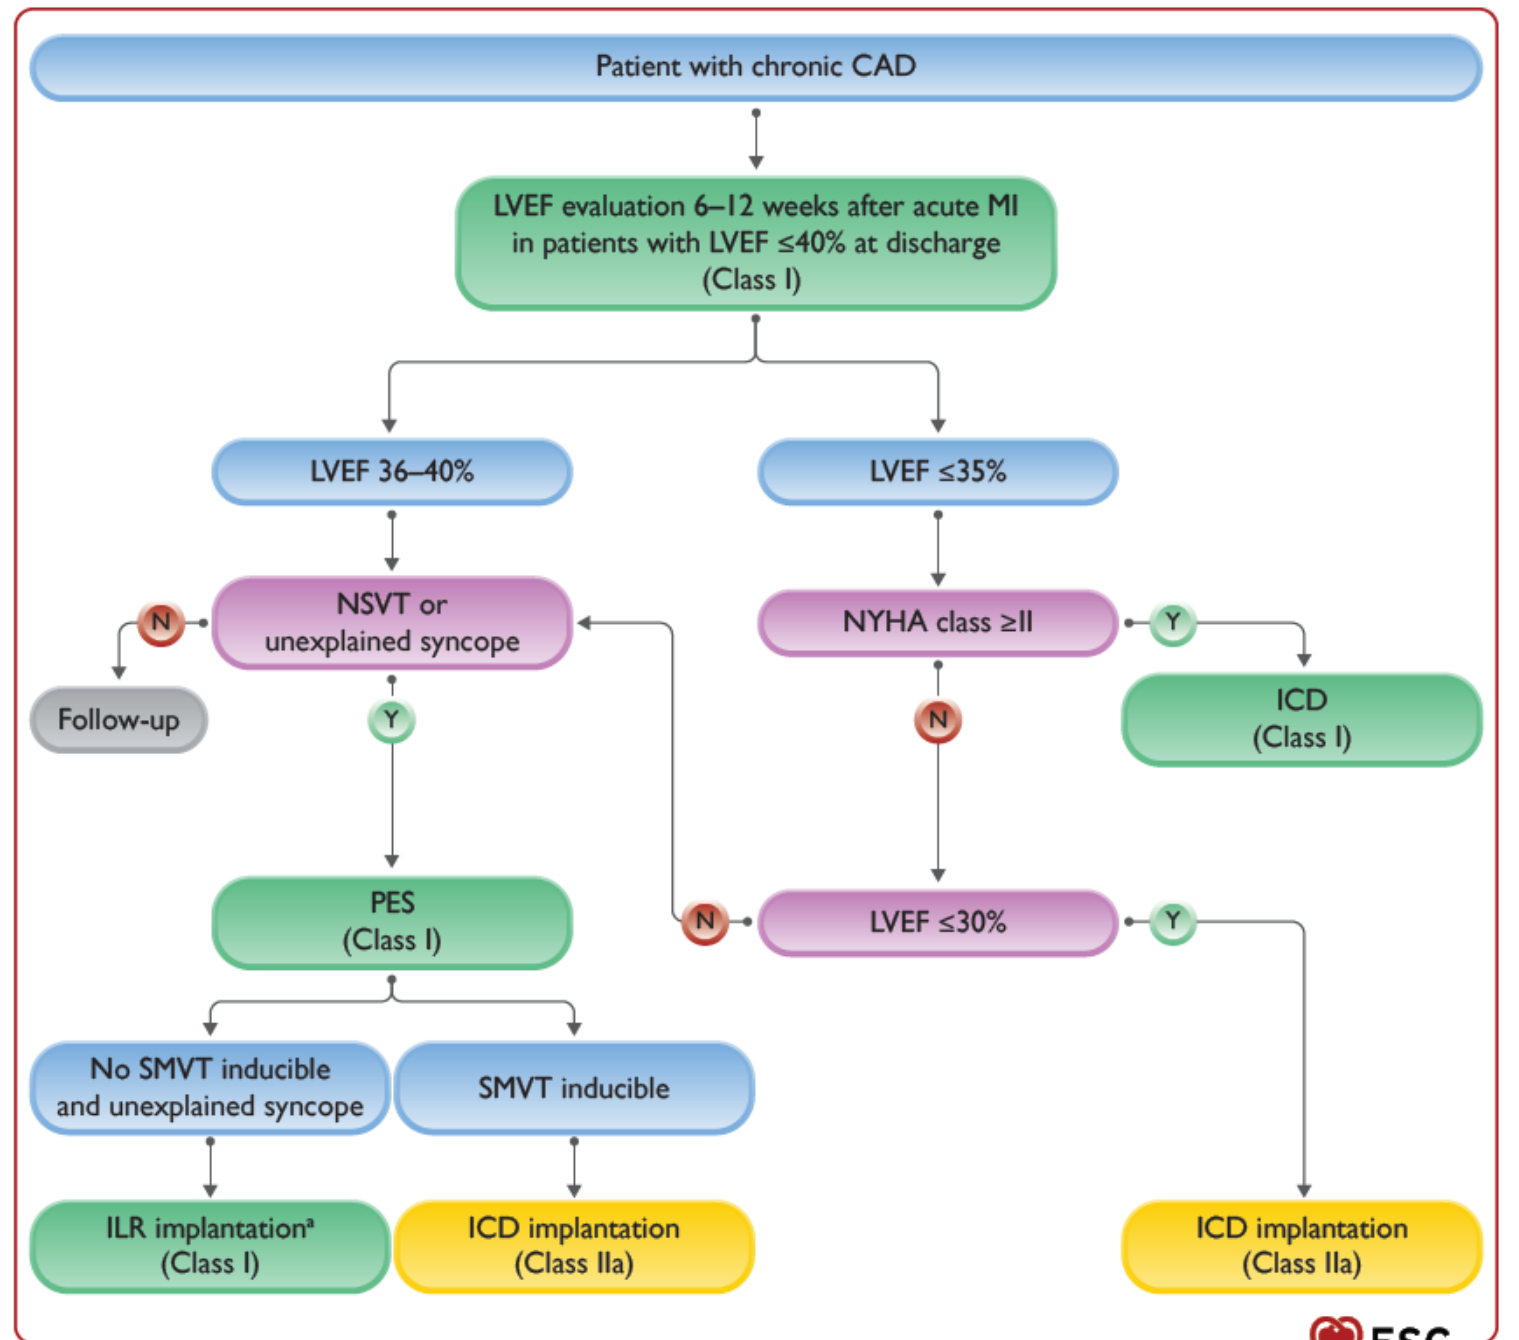 Patient with chronic CAD
LVEF evaluation 6–12 weeks after acute MI
in patients with LVEF ≤40% at discharge
(Class I)
LVEF 36–40%
LVEF ≤35%
N
NSVT or
unexplained syncope
NYHA class ≥II
Y
Follow-up
Y
N
ICD
(Class I)
PES
(Class I)
N
LVEF ≤30%
Y
No SMVT inducible
and unexplained syncope
SMVT inducible
ILR implantationᵃ
(Class I)
ICD implantation
(Class IIa)
ICD implantation
(Class IIa)
ESC